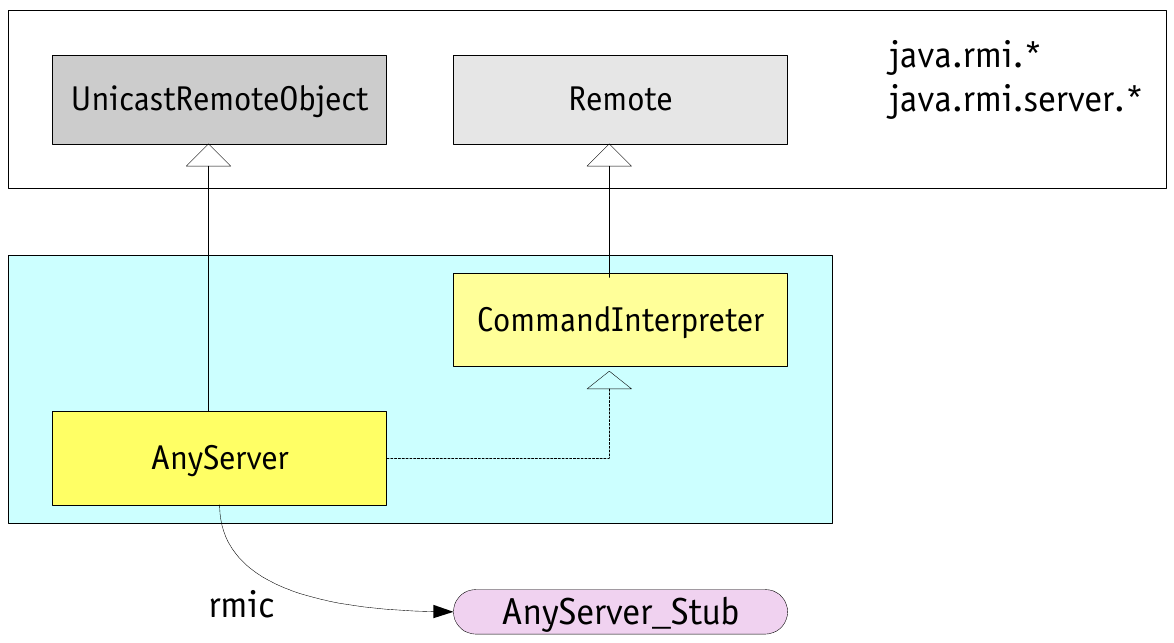 UnicastRemoteObject
Remote
java.rmi.*
java.rmi.server.*
CommandInterpreter
AnyServer
rmic
AnyServer_Stub